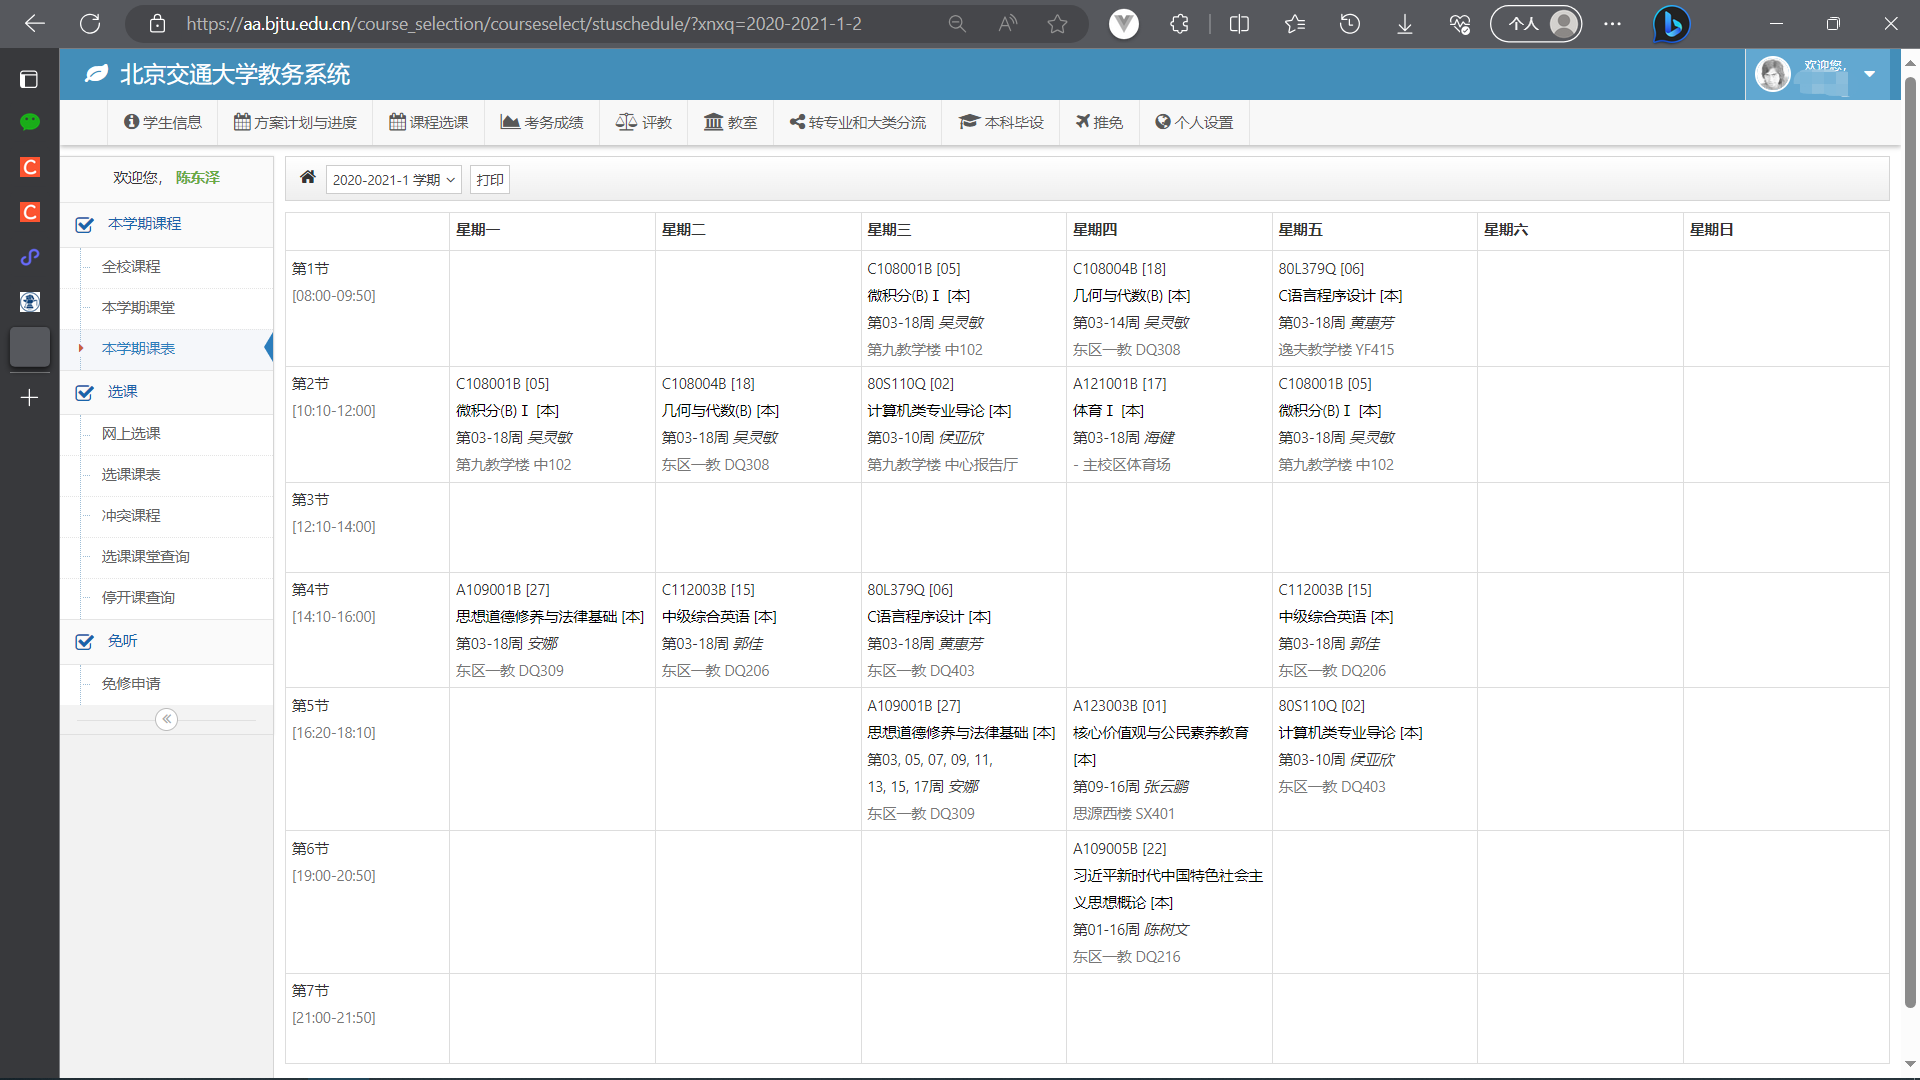 https://aa.bjtu.edu.cn/course_selection/courseselect/stuschedule/?xnxq=2020-2021-1-2
个人
北京交通大学教务系统
欢迎您,
学生信息
方案计划与进度
课程选课
考务成绩
评教
教室
转专业和大类分流
本科毕设
推免
个人设置
欢迎您， 陈东泽
本学期课程
全校课程
本学期课堂
本学期课表
选课
网上选课
选课课表
冲突课程
选课课堂查询
停开课查询
免听
免修申请
2020-2021-1 学期
打印
星期一 星期二 星期三 星期四 星期五 星期六 星期日
第1节
[08:00-09:50]
C108001B [05]
微积分(B)Ⅰ [本]
第03-18周 吴灵敏
第九教学楼 中102
C108004B [18]
几何与代数(B) [本]
第03-14周 吴灵敏
东区一教 DQ308
80L379Q [06]
C语言程序设计 [本]
第03-18周 黄惠芳
逸夫教学楼 YF415
第2节
[10:10-12:00]
C108001B [05]
微积分(B)Ⅰ [本]
第03-18周 吴灵敏
第九教学楼 中102
C108004B [18]
几何与代数(B) [本]
第03-18周 吴灵敏
东区一教 DQ308
80S110Q [02]
计算机类专业导论 [本]
第03-10周 侯亚欣
第九教学楼 中心报告厅
A121001B [17]
体育Ⅰ [本]
第03-18周 海健
- 主校区体育场
C108001B [05]
微积分(B)Ⅰ [本]
第03-18周 吴灵敏
第九教学楼 中102
第3节
[12:10-14:00]
第4节
[14:10-16:00]
A109001B [27]
思想道德修养与法律基础 [本]
第03-18周 安娜
东区一教 DQ309
C112003B [15]
中级综合英语 [本]
第03-18周 郭佳
东区一教 DQ206
80L379Q [06]
C语言程序设计 [本]
第03-18周 黄惠芳
东区一教 DQ403
C112003B [15]
中级综合英语 [本]
第03-18周 郭佳
东区一教 DQ206
第5节
[16:20-18:10]
A109001B [27]
思想道德修养与法律基础 [本]
第03, 05, 07, 09, 11,
13, 15, 17周 安娜
东区一教 DQ309
A123003B [01]
核心价值观与公民素养教育
[本]
第09-16周 张云鹏
思源西楼 SX401
80S110Q [02]
计算机类专业导论 [本]
第03-10周 侯亚欣
东区一教 DQ403
第6节
[19:00-20:50]
A109005B [22]
习近平新时代中国特色社会主
义思想概论 [本]
第01-16周 陈树文
东区一教 DQ216
第7节
[21:00-21:50]